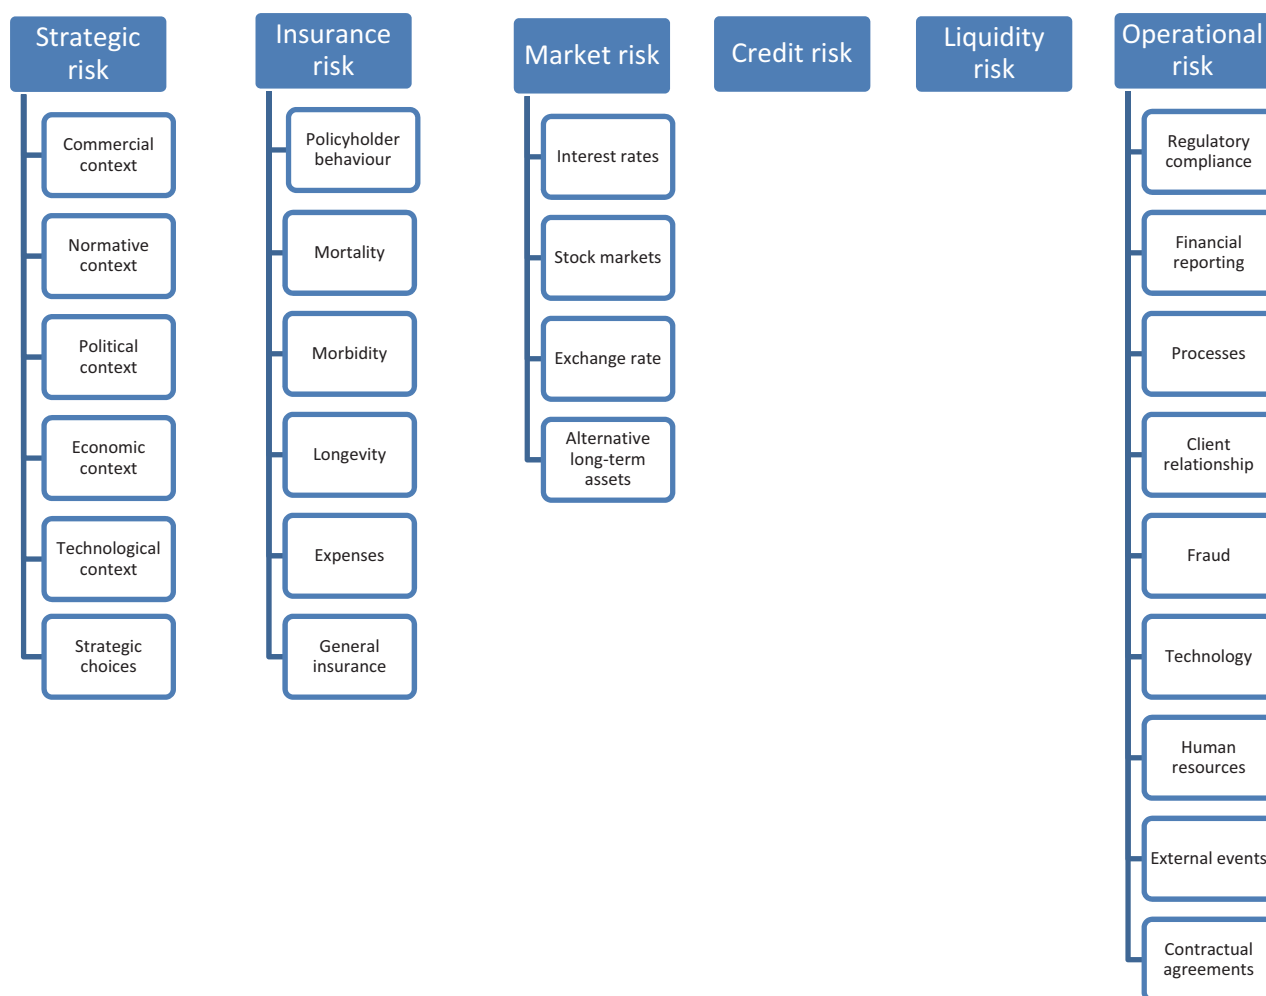 Strategic
risk
Commercial
context
Normative
context
Political
context
Economic
context
Technological
context
Strategic
choices
Insurance
risk
Policyholder
behaviour
Mortality
Morbidity
Longevity
Expenses
General
insurance
Market risk
Interest rates
Stock markets
Exchange rate
Alternative
long-term
assets
Credit risk
Liquidity
risk
Operational
risk
Regulatory
compliance
Financial
reporting
Processes
Client
relationship
Fraud
Technology
Human
resources
External events
Contractual
agreements